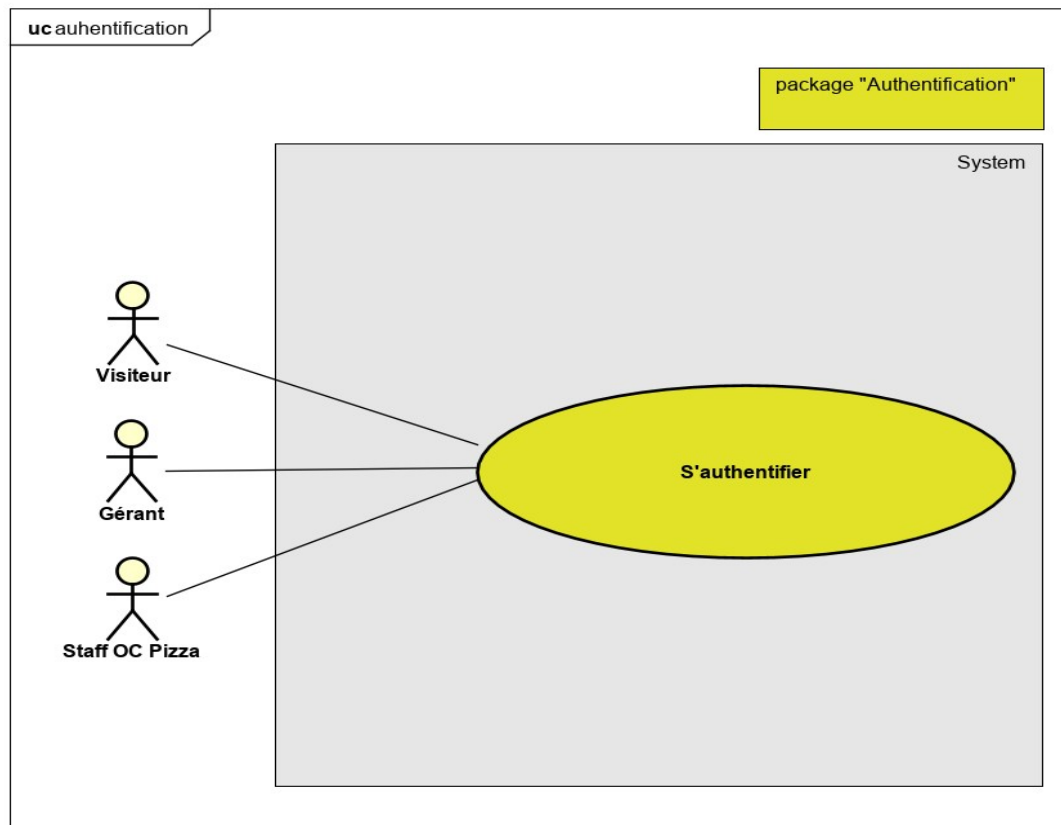 uc auhentification
package "Authentification"
System
Visiteur
Gérant
S'authentifier
Staff OC Pizza